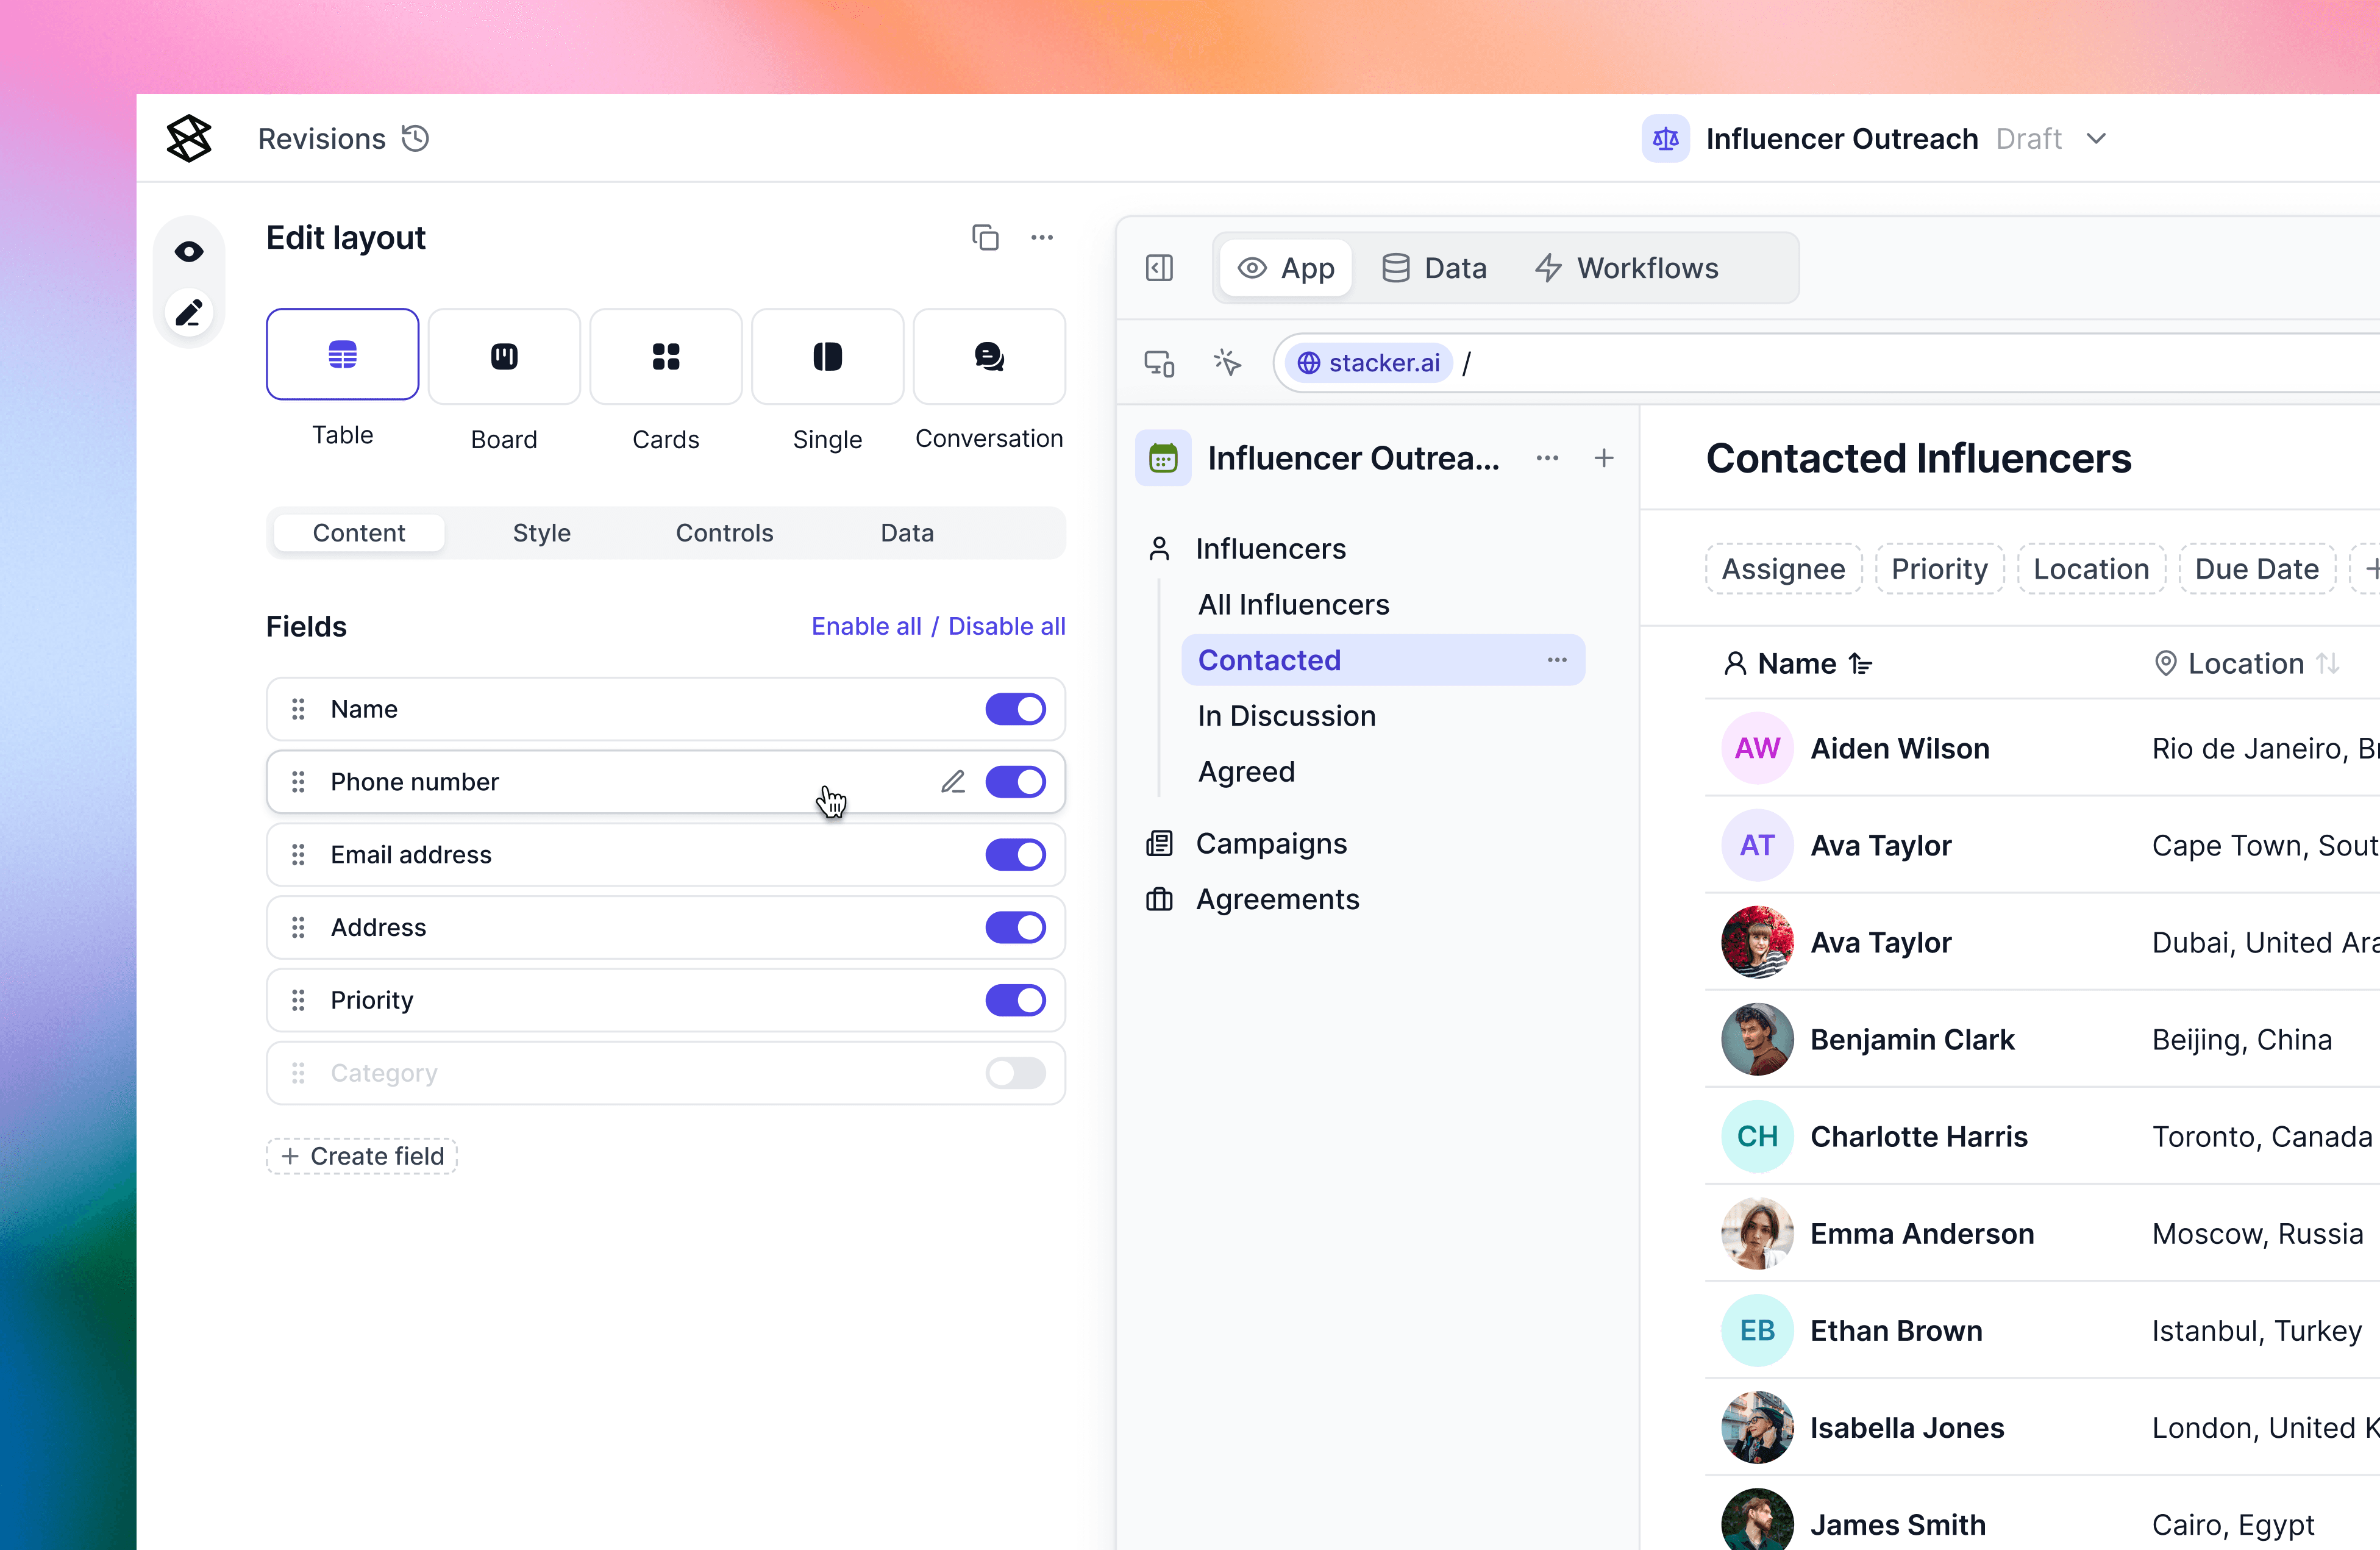 Revisions
Influencer Outreach Draft
Edit layout
Table
Board
Cards
Single
Conversation
Content
Style
Controls
Data
Fields
Enable all / Disable all
Name
Phone number
Email address
Address
Priority
Category
+ Create field
App
Data
Workflows
stacker.ai /
Influencer Outrea...
Influencers
All Influencers
Contacted
In Discussion
Agreed
Campaigns
Agreements
Contacted Influencers
Assignee
Priority
Location
Due Date
Name
Location
AW Aiden Wilson
Rio de Janeiro,
AT Ava Taylor
Cape Town,
Ava Taylor
Dubai, United
Benjamin Clark
Beijing, China
CH Charlotte Harris
Toronto, Canada
Emma Anderson
Moscow, Russia
EB Ethan Brown
Istanbul, Turkey
Isabella Jones
London, United
James Smith
Cairo, Egypt